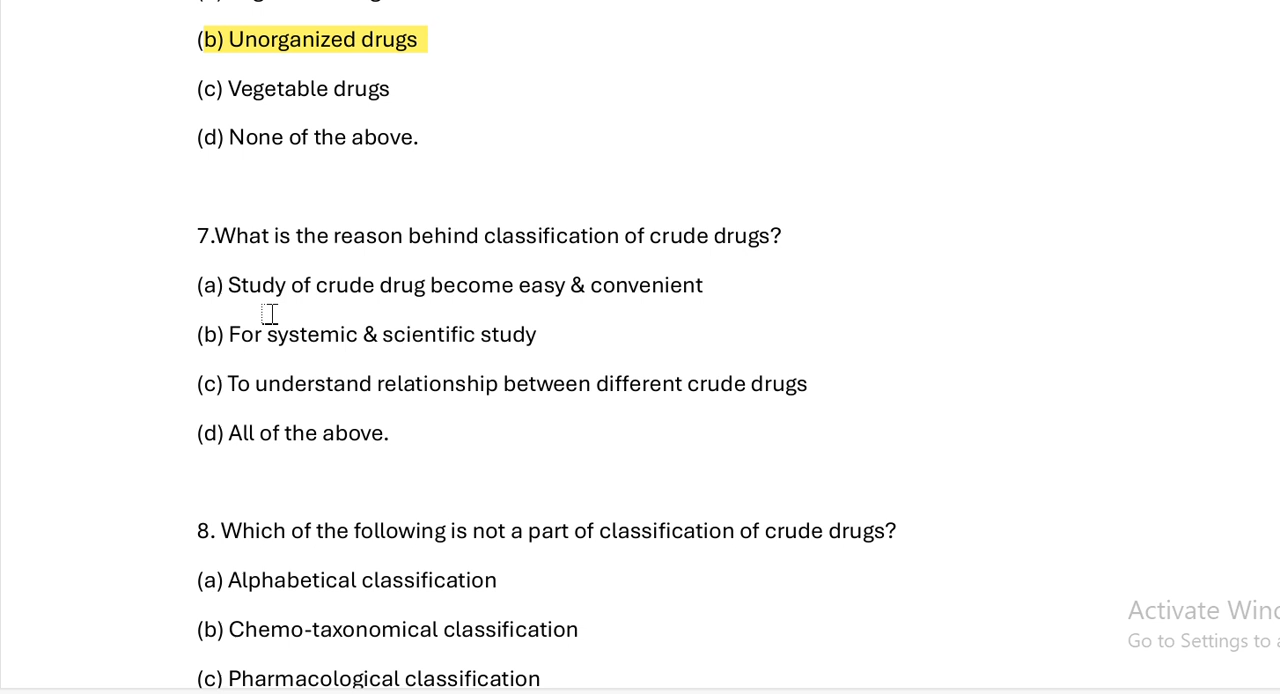 (b) Unorganized drugs
(c) Vegetable drugs
(d) None of the above.
7.What is the reason behind classification of crude drugs?
(a) Study of crude drug become easy & convenient
(b) For systemic & scientific study
(c) To understand relationship between different crude drugs
(d) All of the above.
8. Which of the following is not a part of classification of crude drugs?
(a) Alphabetical classification
(b) Chemo-taxonomical classification
(c) Pharmacological classification
Activate
Go to Settings to